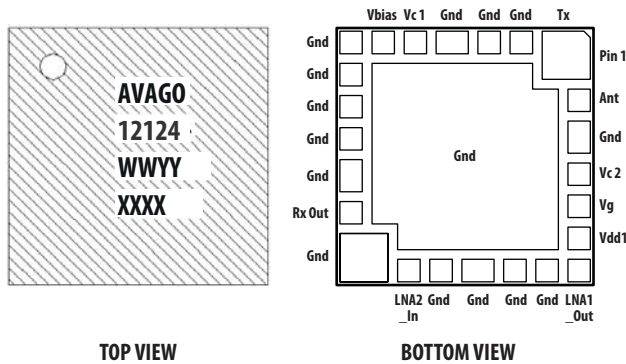 Vbias Vc 1 Gnd Gnd Gnd Tx
Gnd
Pin 1
Gnd
AVAGO
Ant
Gnd
12124
Gnd
Gnd
WWYY
Gnd
Gnd
Vc 2
XXXX
Rx Out
Vg
Vdd1
Gnd
LNA2 Gnd Gnd Gnd Gnd LNA1
_In _Out
TOP VIEW BOTTOM VIEW